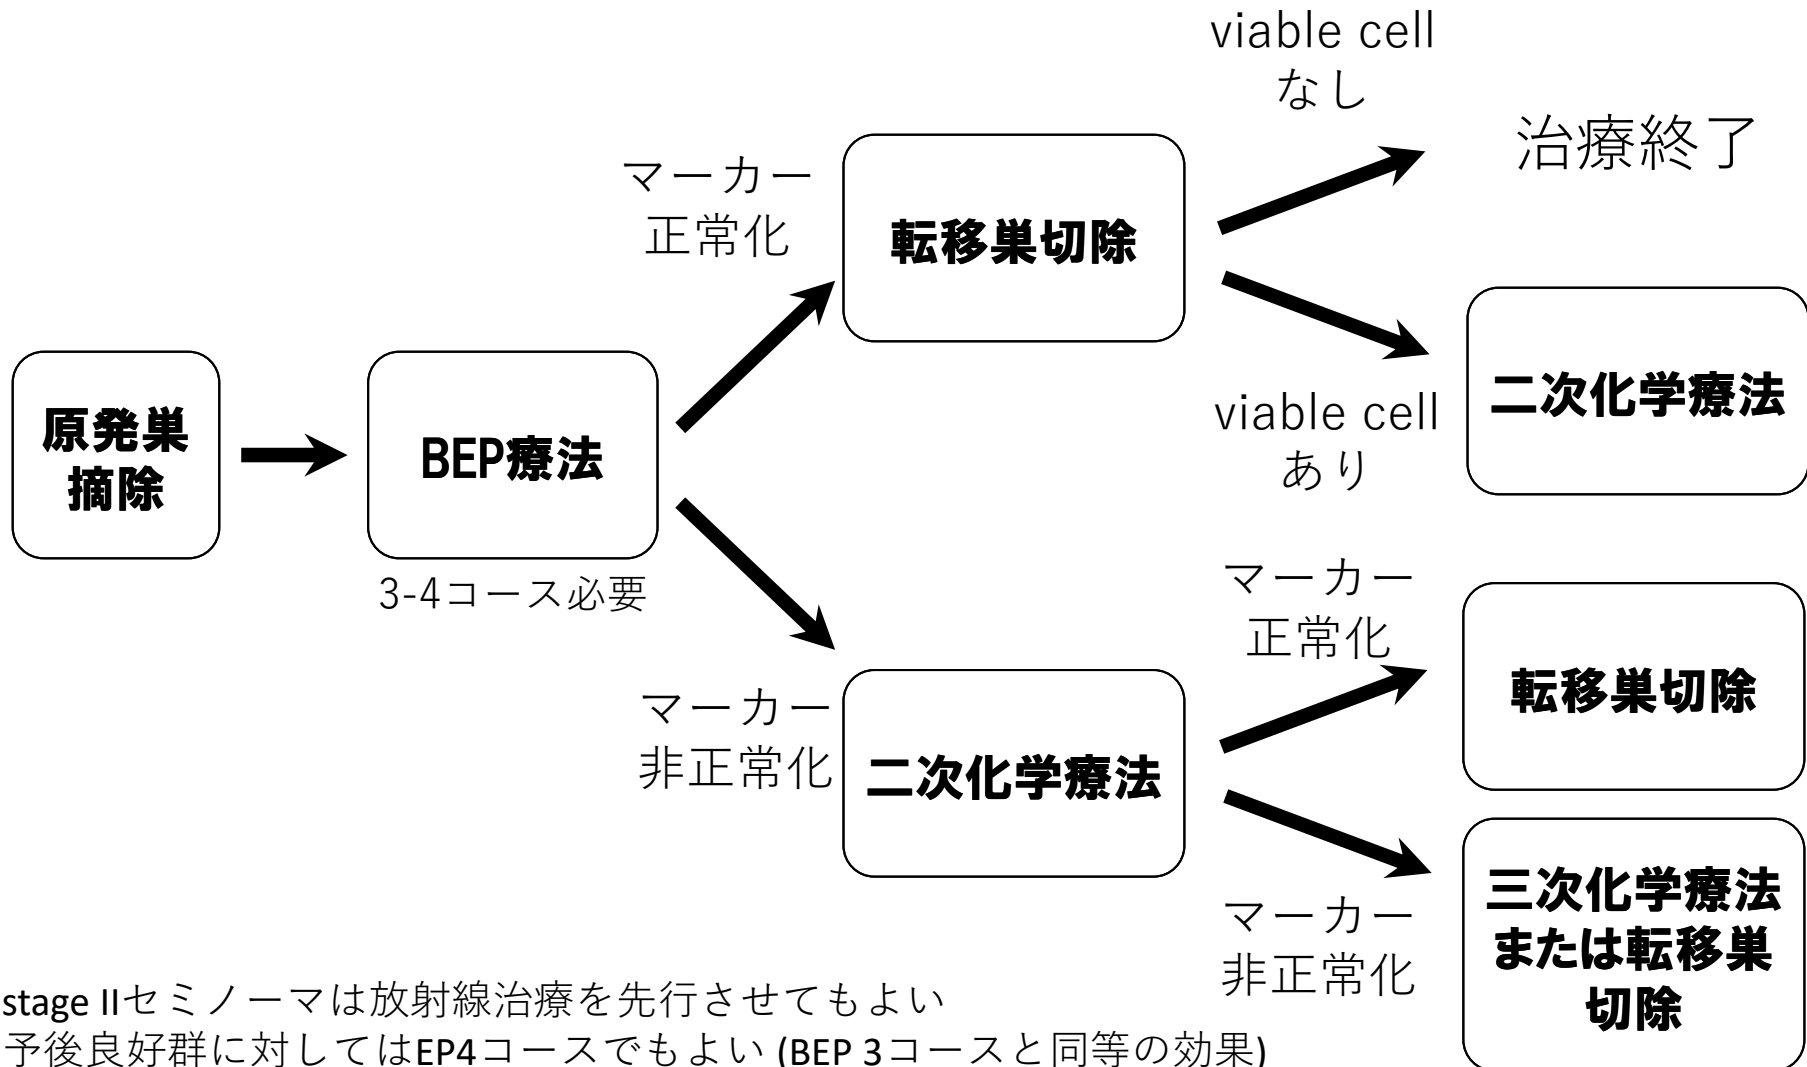 原発巣
摘除
BEP療法
3-4コース必要
マーカー
正常化
転移巣切除
viable cell
なし
治療終了
viable cell
あり
二次化学療法
マーカー
非正常化
二次化学療法
マーカー
正常化
転移巣切除
マーカー
非正常化
三次化学療法
または転移巣
切除
stage IIセミノーマは放射線治療を先行させてもよい
予後良好群に対してはEP4コースでもよい (BEP 3コースと同等の効果)